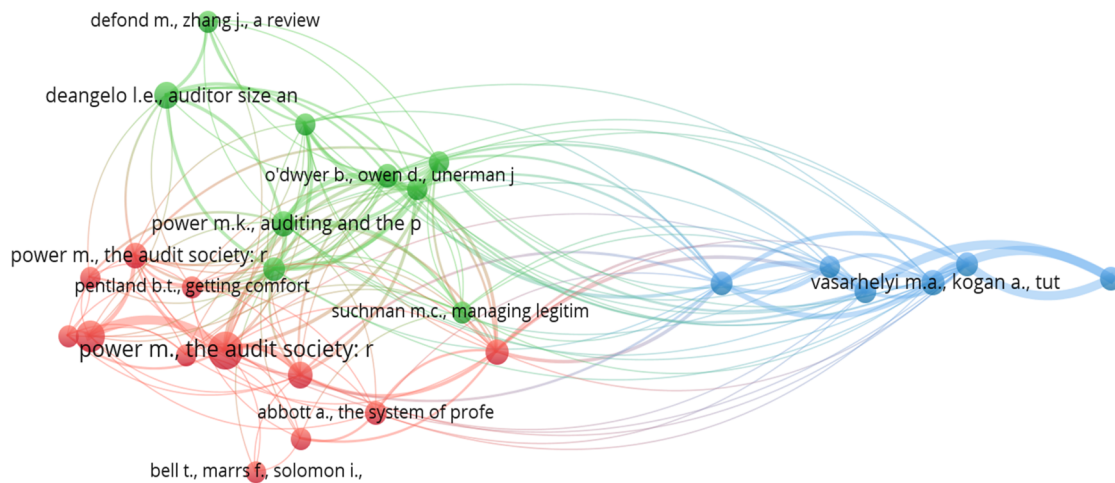 defond m., zhang j., a review
deangelo l.e., auditor size an
o'dwyer b., owen d., unerman j
power m.k., auditing and the p
power m., the audit society: r
pentland b.t., getting comfort
vasarhelyi m.a., kogan a., tut
suchman m.c., managing legitim
power m., the audit society: r
abbott a., the system of profe
bell t., marrs f., solomon i.,